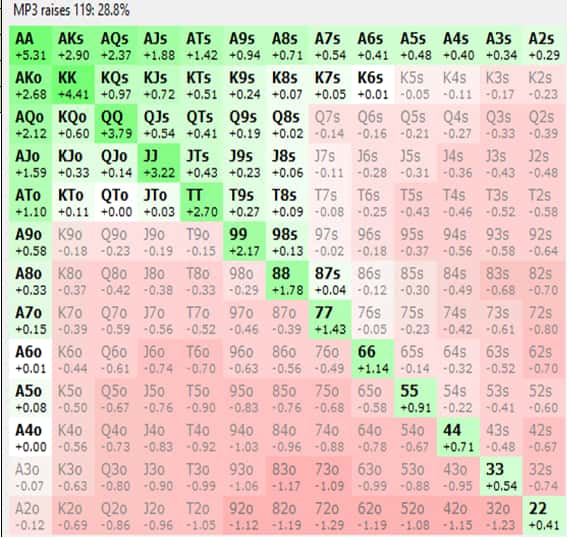 MP3 raises 119: 28.8%
AA AKs AQs AJs ATs A9s A8s A7s A6s A5s A4s A3s A2s
+5.31 +2.90 +2.37 +1.88 +1.42 +0.94 +0.71 +0.54 +0.41 +0.48 +0.40 +0.34 +0.29
AKo KK KQs KJs KTs K9s K8s K7s K6s K5s K4s K3s K2s
+2.68 +4.41 +0.97 +0.72 +0.51 +0.24 +0.07 +0.05 +0.01 -0.05 -0.11 -0.17 -0.23
AQo KQo QQ QJs QTs Q9s Q8s Q7s Q6s Q5s Q4s Q3s Q2s
+2.12 +0.60 +3.79 +0.54 +0.41 +0.19 +0.02 -0.14 -0.16 -0.21 -0.27 -0.33 -0.39
AJo KJo QJo JJ JTs J9s J8s J7s J6s J5s J4s J3s J2s
+1.59 +0.33 +0.14 +3.22 +0.43 +0.23 +0.06 -0.11 -0.28 -0.31 -0.36 -0.43 -0.48
ATo KTo QTo JTo TT T9s T8s T7s T6s T5s T4s T3s T2s
+1.10 +0.11 +0.00 +0.03 +2.70 +0.27 +0.09 -0.08 -0.25 -0.43 -0.46 -0.52 -0.58
A9o K9o Q9o J9o T9o 99 98s 97s 96s 95s 94s 93s 92s
+0.58 -0.18 -0.23 -0.19 -0.15 +2.17 +0.13 -0.02 -0.18 -0.37 -0.56 -0.58 -0.64
A8o K8o Q8o J8o T8o 98o 88 87s 86s 85s 84s 83s 82s
+0.33 -0.37 -0.42 -0.38 -0.33 -0.29 +1.78 +0.04 -0.12 -0.30 -0.49 -0.68 -0.70
A7o K7o Q7o J7o T7o 97o 87o 77 76s 75s 74s 73s 72s
+0.15 -0.39 -0.59 -0.56 -0.52 -0.46 -0.39 +1.43 -0.05 -0.23 -0.42 -0.61 -0.80
A6o K6o Q6o J6o T6o 96o 86o 76o 66 65s 64s 63s 62s
+0.01 -0.44 -0.61 -0.74 -0.70 -0.63 -0.56 -0.49 +1.14 -0.14 -0.32 -0.52 -0.70
A5o K5o Q5o J5o T5o 95o 85o 75o 65o 55 54s 53s 52s
+0.08 -0.50 -0.67 -0.76 -0.90 -0.83 -0.76 -0.68 -0.58 +0.91 -0.22 -0.41 -0.60
A4o K4o Q4o J4o T4o 94o 84o 74o 64o 54o 44 43s 42s
+0.00 -0.56 -0.73 -0.83 -0.92 -1.03 -0.96 -0.88 -0.78 -0.67 +0.71 -0.48 -0.67
A3o K3o Q3o J3o T3o 93o 83o 73o 63o 53o 43o 33 32s
-0.07 -0.63 -0.80 -0.90 -0.99 -1.06 -1.17 -1.09 -0.99 -0.88 -0.95 +0.54 -0.74
A2o K2o Q2o J2o T2o 92o 82o 72o 62o 52o 42o 32o 22
-0.12 -0.69 -0.86 -0.96 -1.05 -1.12 -1.19 -1.29 -1.19 -1.08 -1.15 -1.23 +0.41